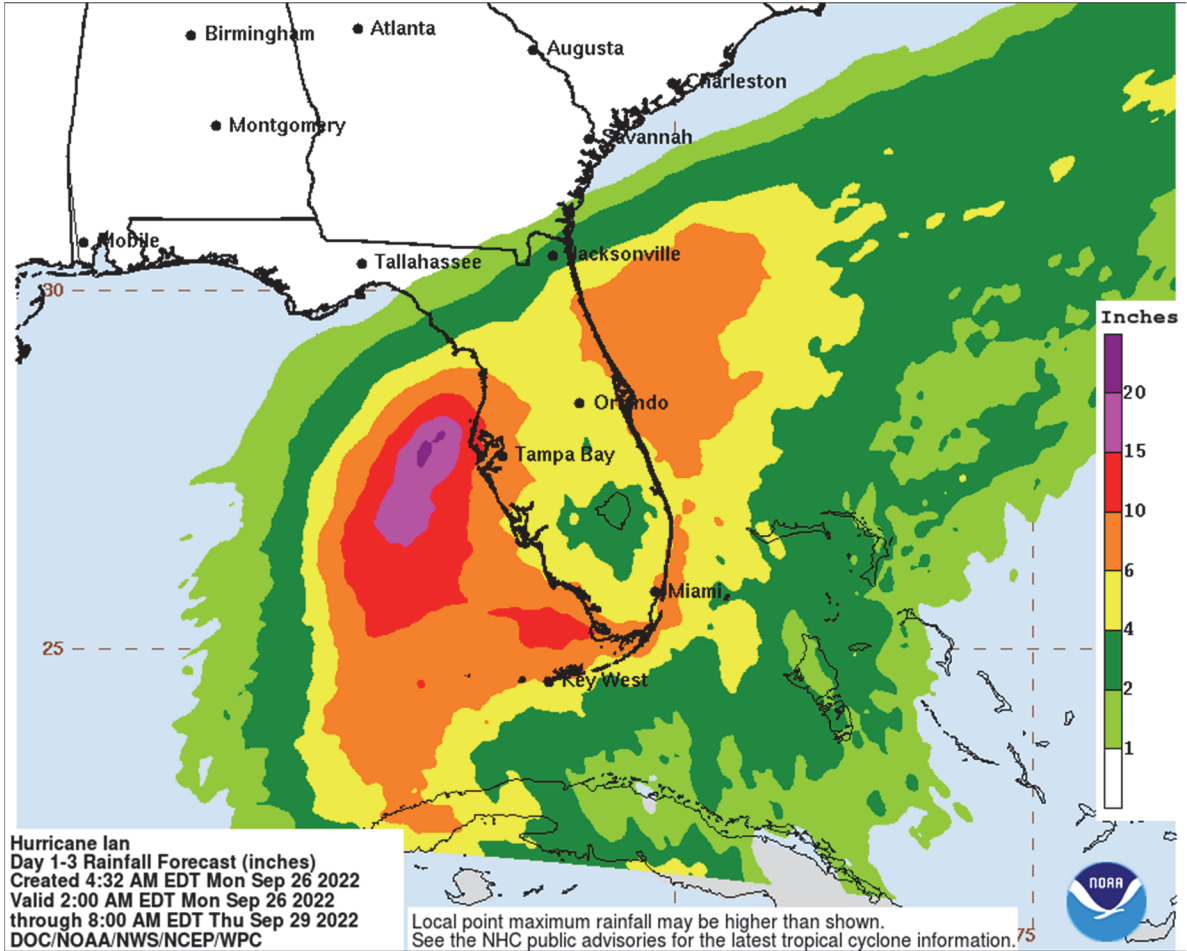 Birmingham
Atlanta
Augusta
Charleston
Montgomery
Savannah
Mobile
Jacksonville
Tallahassee
30
Inches
20
Orlando
15
Tampa Bay
10
6
Miami
4
25
Key West
2
1
Hurricane Ian
Day 1-3 Rainfall Forecast (inches)
Created 4:32 AM EDT Mon Sep 26 2022
Valid 2:00 AM EDT Mon Sep 26 2022
through 8:00 AM EDT Thu Sep 29 2022
DOC/NOAA/NWS/NCEP/WPC
NOAA
Local point maximum rainfall may be higher than shown.
See the NHC public advisories for the latest tropical cyclone information.
75